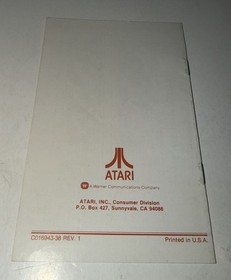 ATARI
A Warner Communications Company
ATARI, INC., Consumer Division
P.O. Box 427, Sunnyvale, CA 94086
C016943-38 REV. 1
Printed in U.S.A.